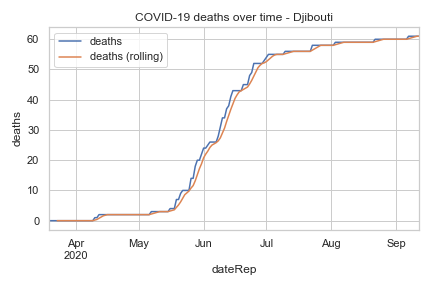 COVID-19 deaths over time - Djibouti
deaths
deaths (rolling)
60
50
40
30
20
10
0
deaths
Apr May Jun Jul Aug Sep
2020
dateRep